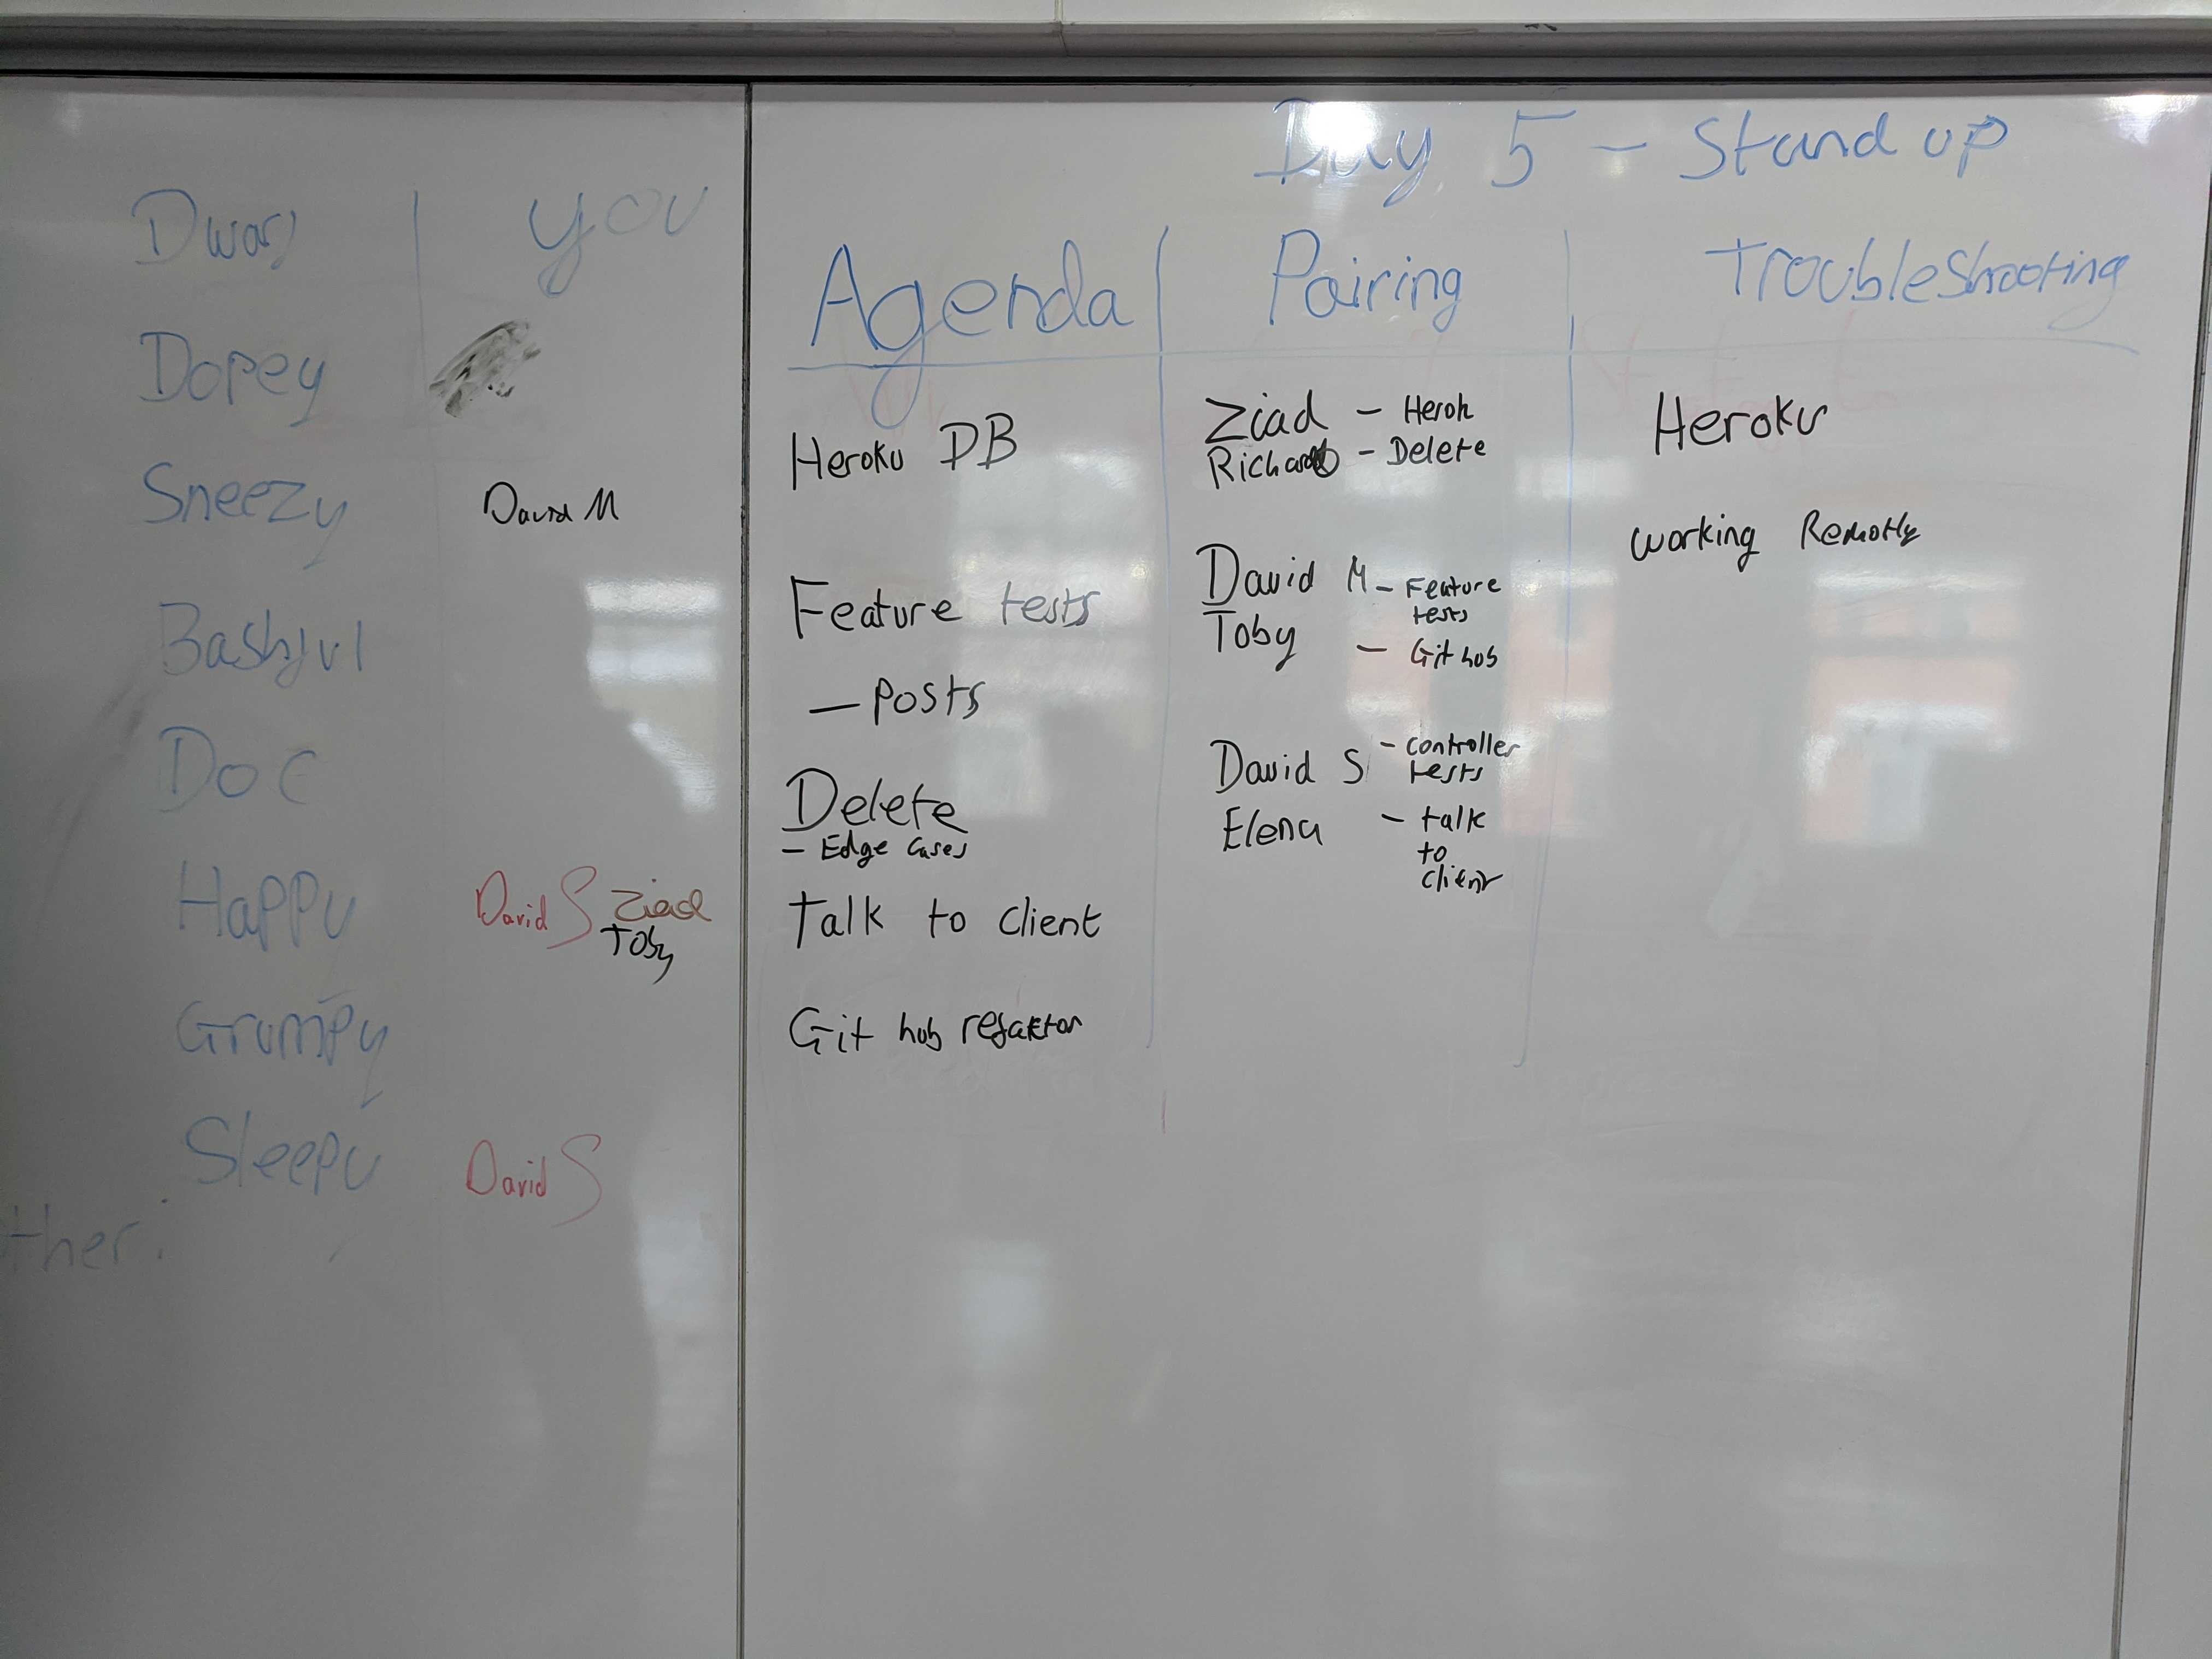 Day 5 - Stand up
Dwarf you
Dopey
Sneezy David M
Bashful
Doc
Happy David S Ziad
Toby
Grumpy
Sleepy David S
ther:
Agenda
Heroku DB
Feature tests
- Posts
Delete
- Edge Cases
Talk to Client
Git hub refaktor
Pairing
Ziad - Herok
Richard - Delete
David M - Feature
tests
Toby - Git hub
David S - controller
tests
Elena - talk
to
client
Troubleshooting
Heroku
Working Remotly